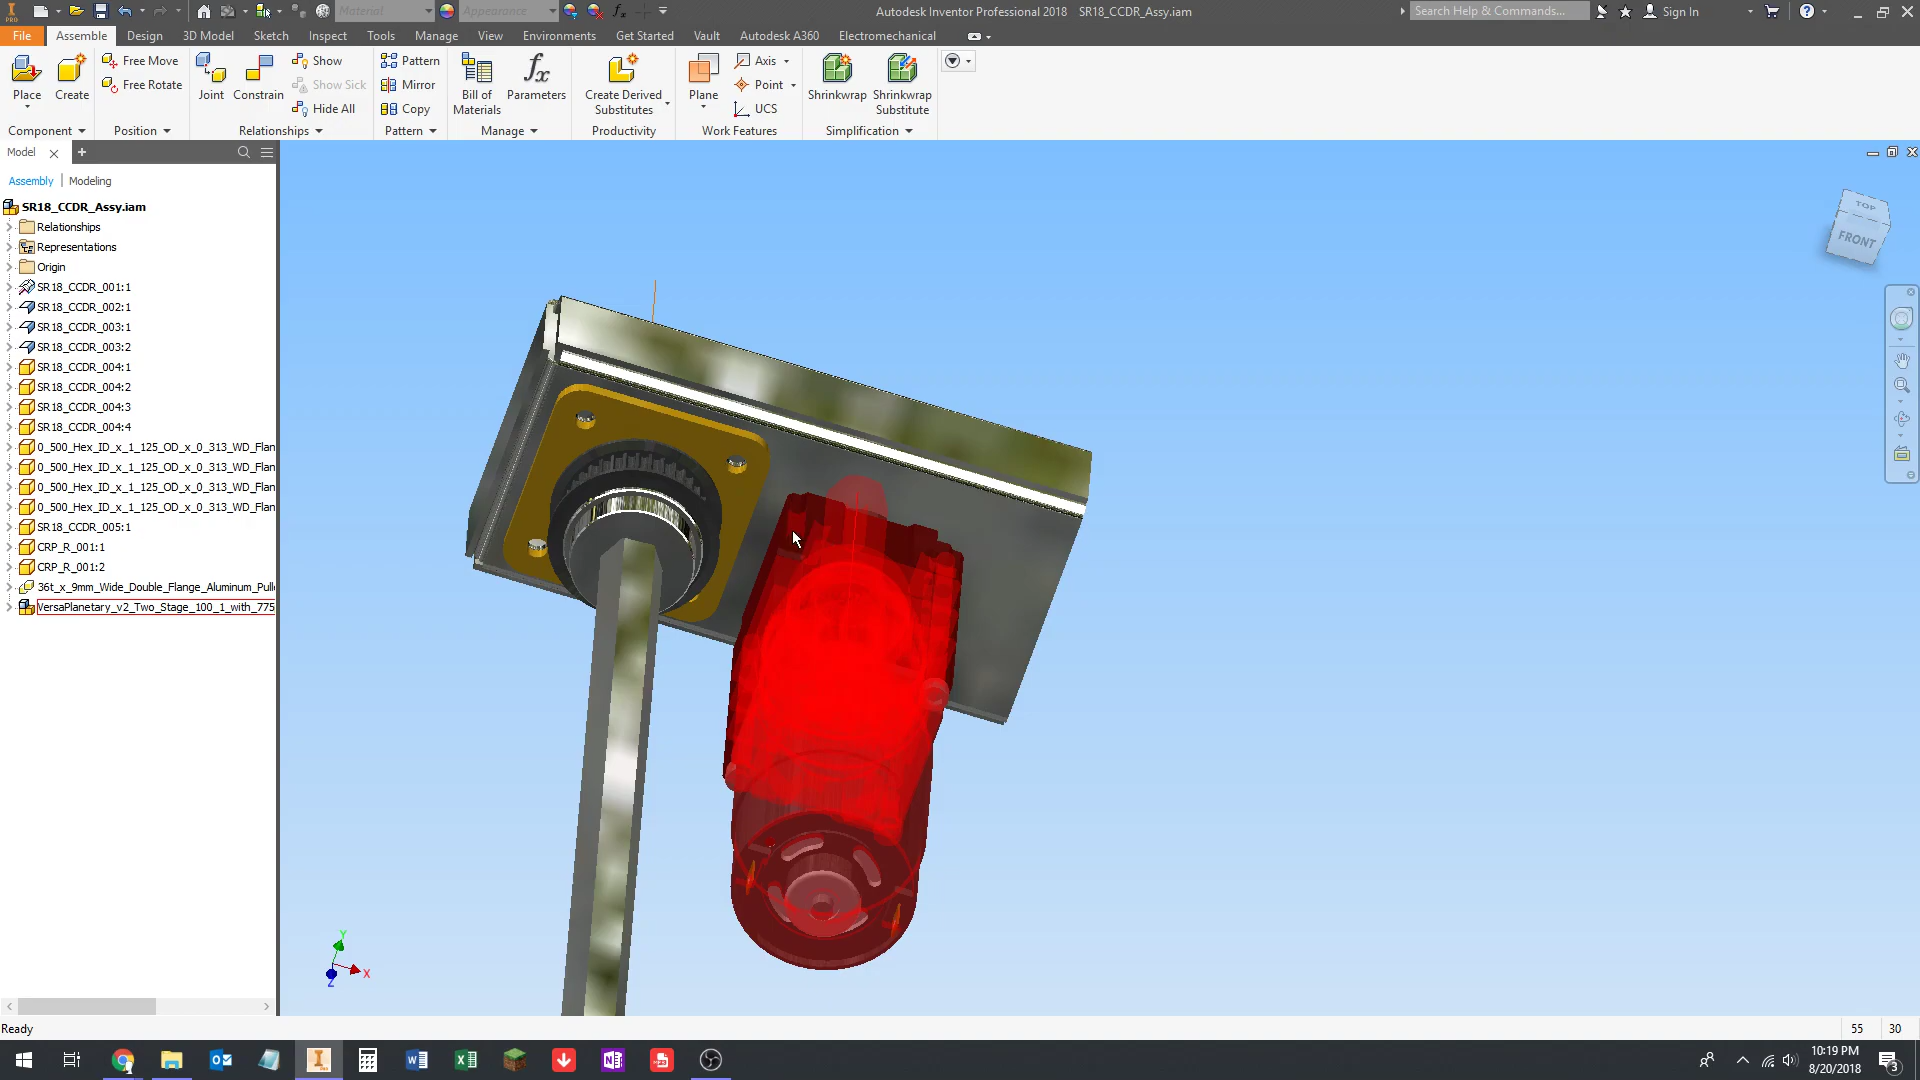 PRO
Material
Appearance
Autodesk Inventor Professional 2018 SR18_CCDR_Assy.iam
Search Help & Commands...
Sign In
File Assemble Design 3D Model Sketch Inspect Tools Manage View Environments Get Started Vault Autodesk A360 Electromechanical
Place
Create
Free Move
Free Rotate
Joint
Constrain
Show
Show Sick
Hide All
Pattern
Mirror
Copy
Bill of
Materials
Parameters
Create Derived
Substitutes
Plane
Axis
Point
UCS
Shrinkwrap
Shrinkwrap
Substitute
Component Position Relationships Pattern Manage Productivity Work Features Simplification
Model
Assembly Modeling
SR18_CCDR_Assy.iam
Relationships
Representations
Origin
SR18_CCDR_001:1
SR18_CCDR_002:1
SR18_CCDR_003:1
SR18_CCDR_003:2
SR18_CCDR_004:1
SR18_CCDR_004:2
SR18_CCDR_004:3
SR18_CCDR_004:4
0_500_Hex_ID_x_1_125_OD_x_0_313_WD_Flan
0_500_Hex_ID_x_1_125_OD_x_0_313_WD_Flan
0_500_Hex_ID_x_1_125_OD_x_0_313_WD_Flan
0_500_Hex_ID_x_1_125_OD_x_0_313_WD_Flan
SR18_CCDR_005:1
CRP_R_001:1
CRP_R_001:2
36t_x_9mm_Wide_Double_Flange_Aluminum_Pull
VersaPlanetary_v2_Two_Stage_100_1_with_775
TOP
FRONT
Y
X
Z
Ready
55 30
10:19 PM
8/20/2018
3